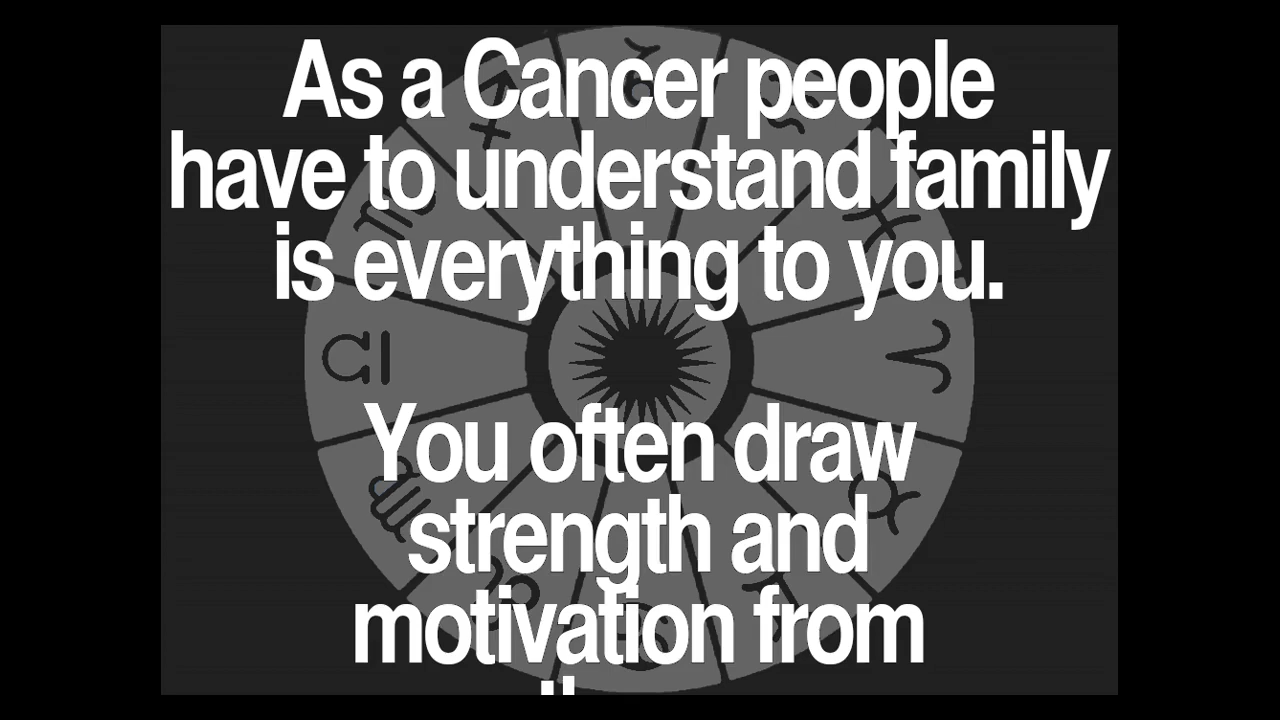 As a Cancer people
have to understand family
is everything to you.
You often draw
strength and
motivation from